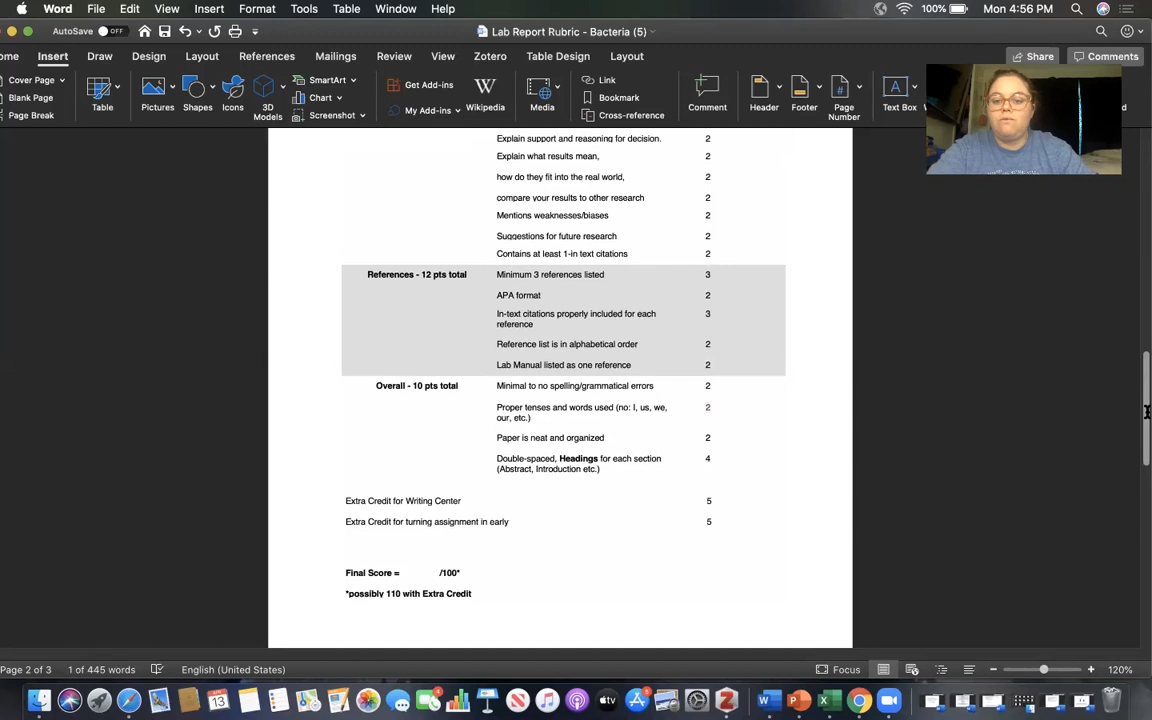 Word File Edit View Insert Format Tools Table Window Help 100% Mon 4:56 PM
AutoSave OFF Lab Report Rubric - Bacteria (5)
ome Insert Draw Design Layout References Mailings Review View Zotero Table Design Layout Share Comments
Cover Page
Blank Page
Page Break
Table
Pictures
Shapes
Icons
3D
Models
SmartArt
Chart
Screenshot
Get Add-ins
My Add-ins
Wikipedia
Media
Link
Bookmark
Cross-reference
Comment
Header
Footer
Page
Number
Text Box
Explain support and reasoning for decision. 2
Explain what results mean, 2
how do they fit into the real world, 2
compare your results to other research 2
Mentions weaknesses/biases 2
Suggestions for future research 2
Contains at least 1-in text citations 2
References - 12 pts total Minimum 3 references listed 3
APA format 2
In-text citations properly included for each 3
reference
Reference list is in alphabetical order 2
Lab Manual listed as one reference 2
Overall - 10 pts total Minimal to no spelling/grammatical errors 2
Proper tenses and words used (no: I, us, we, 2
our, etc.)
Paper is neat and organized 2
Double-spaced, Headings for each section 4
(Abstract, Introduction etc.)
Extra Credit for Writing Center 5
Extra Credit for turning assignment in early 5
Final Score = /100*
*possibly 110 with Extra Credit
Page 2 of 3 1 of 445 words English (United States) Focus 120%